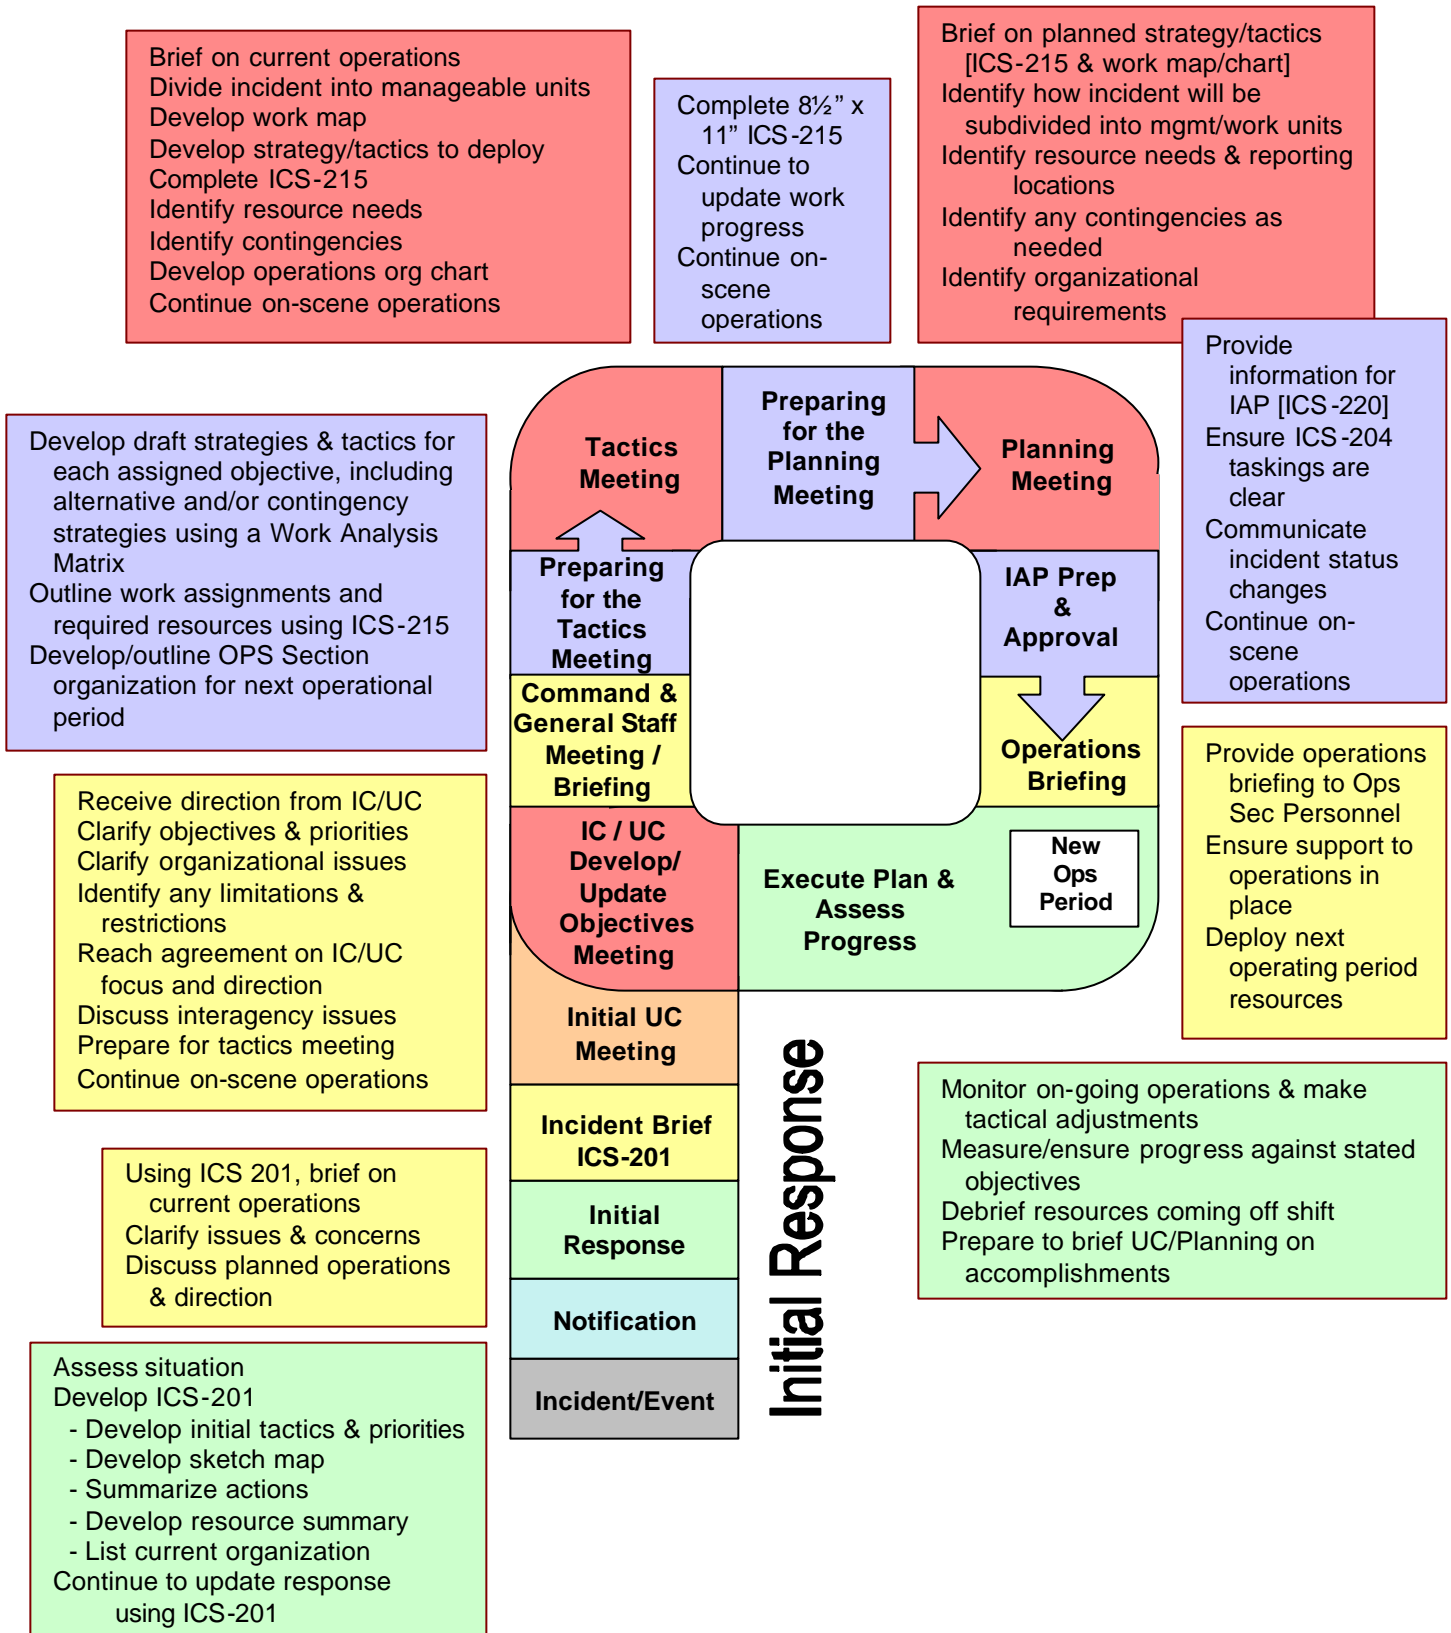 Brief on current operations
Divide incident into manageable units
Develop work map
Develop strategy/tactics to deploy
Complete ICS-215
Identify resource needs
Identify contingencies
Develop operations org chart
Continue on-scene operations
Complete 8½” x
11” ICS-215
Continue to
update work
progress
Continue on-
scene
operations
Brief on planned strategy/tactics
[ICS-215 & work map/chart]
Identify how incident will be
subdivided into mgmt/work units
Identify resource needs & reporting
locations
Identify any contingencies as
needed
Identify organizational
requirements
Provide
information for
IAP [ICS-220]
Ensure ICS-204
taskings are
clear
Communicate
incident status
changes
Continue on-
scene
operations
Develop draft strategies & tactics for
each assigned objective, including
alternative and/or contingency
strategies using a Work Analysis
Matrix
Outline work assignments and
required resources using ICS-215
Develop/outline OPS Section
organization for next operational
period
Tactics
Meeting
Preparing
for the
Planning
Meeting
Planning
Meeting
Preparing
for the
Tactics
Meeting
IAP Prep
&
Approval
Command &
General Staff
Meeting /
Briefing
Operations
Briefing
Receive direction from IC/UC
Clarify objectives & priorities
Clarify organizational issues
Identify any limitations &
restrictions
Reach agreement on IC/UC
focus and direction
Discuss interagency issues
Prepare for tactics meeting
Continue on-scene operations
IC / UC
Develop/
Update
Objectives
Meeting
Execute Plan &
Assess
Progress
New
Ops
Period
Provide operations
briefing to Ops
Sec Personnel
Ensure support to
operations in
place
Deploy next
operating period
resources
Initial UC
Meeting
Incident Brief
ICS-201
Initial
Response
Notification
Incident/Event
Initial Response
Using ICS 201, brief on
current operations
Clarify issues & concerns
Discuss planned operations
& direction
Monitor on-going operations & make
tactical adjustments
Measure/ensure progress against stated
objectives
Debrief resources coming off shift
Prepare to brief UC/Planning on
accomplishments
Assess situation
Develop ICS-201
- Develop initial tactics & priorities
- Develop sketch map
- Summarize actions
- Develop resource summary
- List current organization
Continue to update response
using ICS-201